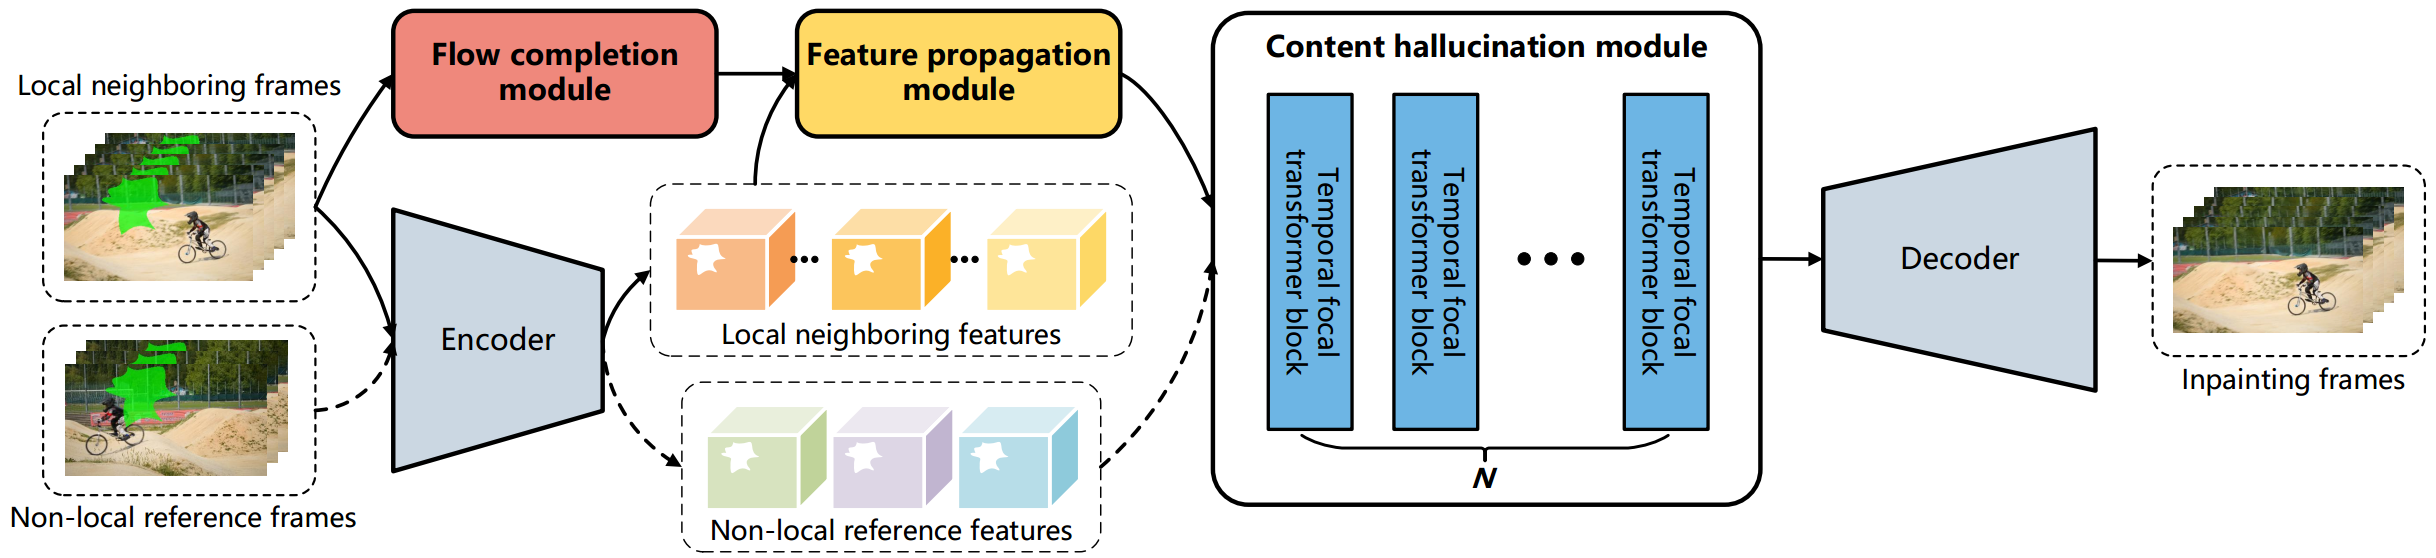 Local neighboring frames
Non-local reference frames
Flow completion
module
Encoder
Feature propagation
module
Local neighboring features
Non-local reference features
Content hallucination module
Temporal focal
transformer block
Temporal focal
transformer block
Temporal focal
transformer block
N
Decoder
Inpainting frames